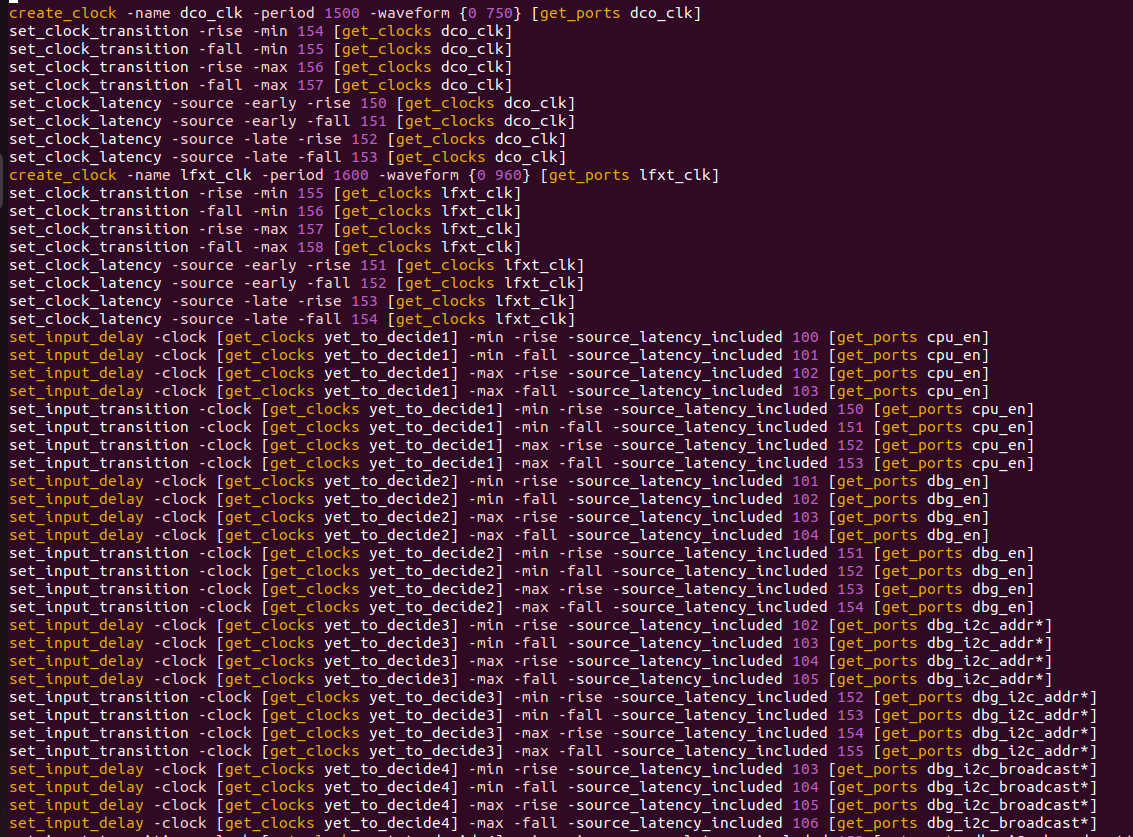 create_clock -name dco_clk -period 1500 -waveform {0 750} [get_ports dco_clk]
set_clock_transition -rise -min 154 [get_clocks dco_clk]
set_clock_transition -fall -min 155 [get_clocks dco_clk]
set_clock_transition -rise -max 156 [get_clocks dco_clk]
set_clock_transition -fall -max 157 [get_clocks dco_clk]
set_clock_latency -source -early -rise 150 [get_clocks dco_clk]
set_clock_latency -source -early -fall 151 [get_clocks dco_clk]
set_clock_latency -source -late -rise 152 [get_clocks dco_clk]
set_clock_latency -source -late -fall 153 [get_clocks dco_clk]
create_clock -name lfxt_clk -period 1600 -waveform {0 960} [get_ports lfxt_clk]
set_clock_transition -rise -min 155 [get_clocks lfxt_clk]
set_clock_transition -fall -min 156 [get_clocks lfxt_clk]
set_clock_transition -rise -max 157 [get_clocks lfxt_clk]
set_clock_transition -fall -max 158 [get_clocks lfxt_clk]
set_clock_latency -source -early -rise 151 [get_clocks lfxt_clk]
set_clock_latency -source -early -fall 152 [get_clocks lfxt_clk]
set_clock_latency -source -late -rise 153 [get_clocks lfxt_clk]
set_clock_latency -source -late -fall 154 [get_clocks lfxt_clk]
set_input_delay -clock [get_clocks yet_to_decide1] -min -rise -source_latency_included 100 [get_ports cpu_en]
set_input_delay -clock [get_clocks yet_to_decide1] -min -fall -source_latency_included 101 [get_ports cpu_en]
set_input_delay -clock [get_clocks yet_to_decide1] -max -rise -source_latency_included 102 [get_ports cpu_en]
set_input_delay -clock [get_clocks yet_to_decide1] -max -fall -source_latency_included 103 [get_ports cpu_en]
set_input_transition -clock [get_clocks yet_to_decide1] -min -rise -source_latency_included 150 [get_ports cpu_en]
set_input_transition -clock [get_clocks yet_to_decide1] -min -fall -source_latency_included 151 [get_ports cpu_en]
set_input_transition -clock [get_clocks yet_to_decide1] -max -rise -source_latency_included 152 [get_ports cpu_en]
set_input_transition -clock [get_clocks yet_to_decide1] -max -fall -source_latency_included 153 [get_ports cpu_en]
set_input_delay -clock [get_clocks yet_to_decide2] -min -rise -source_latency_included 101 [get_ports dbg_en]
set_input_delay -clock [get_clocks yet_to_decide2] -min -fall -source_latency_included 102 [get_ports dbg_en]
set_input_delay -clock [get_clocks yet_to_decide2] -max -rise -source_latency_included 103 [get_ports dbg_en]
set_input_delay -clock [get_clocks yet_to_decide2] -max -fall -source_latency_included 104 [get_ports dbg_en]
set_input_transition -clock [get_clocks yet_to_decide2] -min -rise -source_latency_included 151 [get_ports dbg_en]
set_input_transition -clock [get_clocks yet_to_decide2] -min -fall -source_latency_included 152 [get_ports dbg_en]
set_input_transition -clock [get_clocks yet_to_decide2] -max -rise -source_latency_included 153 [get_ports dbg_en]
set_input_transition -clock [get_clocks yet_to_decide2] -max -fall -source_latency_included 154 [get_ports dbg_en]
set_input_delay -clock [get_clocks yet_to_decide3] -min -rise -source_latency_included 102 [get_ports dbg_i2c_addr*]
set_input_delay -clock [get_clocks yet_to_decide3] -min -fall -source_latency_included 103 [get_ports dbg_i2c_addr*]
set_input_delay -clock [get_clocks yet_to_decide3] -max -rise -source_latency_included 104 [get_ports dbg_i2c_addr*]
set_input_delay -clock [get_clocks yet_to_decide3] -max -fall -source_latency_included 105 [get_ports dbg_i2c_addr*]
set_input_transition -clock [get_clocks yet_to_decide3] -min -rise -source_latency_included 152 [get_ports dbg_i2c_addr*]
set_input_transition -clock [get_clocks yet_to_decide3] -min -fall -source_latency_included 153 [get_ports dbg_i2c_addr*]
set_input_transition -clock [get_clocks yet_to_decide3] -max -rise -source_latency_included 154 [get_ports dbg_i2c_addr*]
set_input_transition -clock [get_clocks yet_to_decide3] -max -fall -source_latency_included 155 [get_ports dbg_i2c_addr*]
set_input_delay -clock [get_clocks yet_to_decide4] -min -rise -source_latency_included 103 [get_ports dbg_i2c_broadcast*]
set_input_delay -clock [get_clocks yet_to_decide4] -min -fall -source_latency_included 104 [get_ports dbg_i2c_broadcast*]
set_input_delay -clock [get_clocks yet_to_decide4] -max -rise -source_latency_included 105 [get_ports dbg_i2c_broadcast*]
set_input_delay -clock [get_clocks yet_to_decide4] -max -fall -source_latency_included 106 [get_ports dbg_i2c_broadcast*]